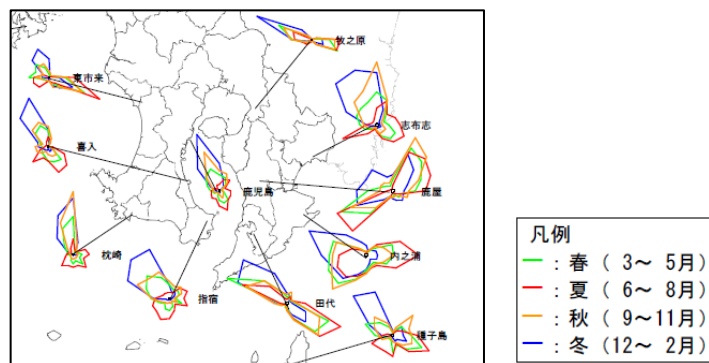 牧之原
東市来
志布志
喜入
鹿児島
鹿屋
枕崎
内之浦
指宿
田代
種子島
凡例
：春（ 3～ 5月）
：夏（ 6～ 8月）
：秋（ 9～11月）
：冬（12～ 2月）